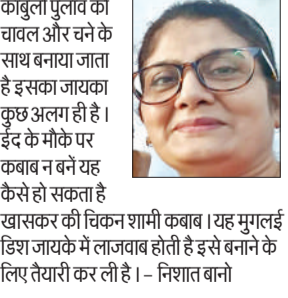 काबुली पुलाव को
चावल और चने के
साथ बनाया जाता
है इसका जायका
कुछ अलग ही है।
ईद के मौके पर
कबाब न बनें यह
कैसे हो सकता है
खासकर की चिकन शामी कबाब। यह मुगलई
डिश जायके में लाजवाब होती है इसे बनाने के
लिए तैयारी कर ली है। – निशात बानो